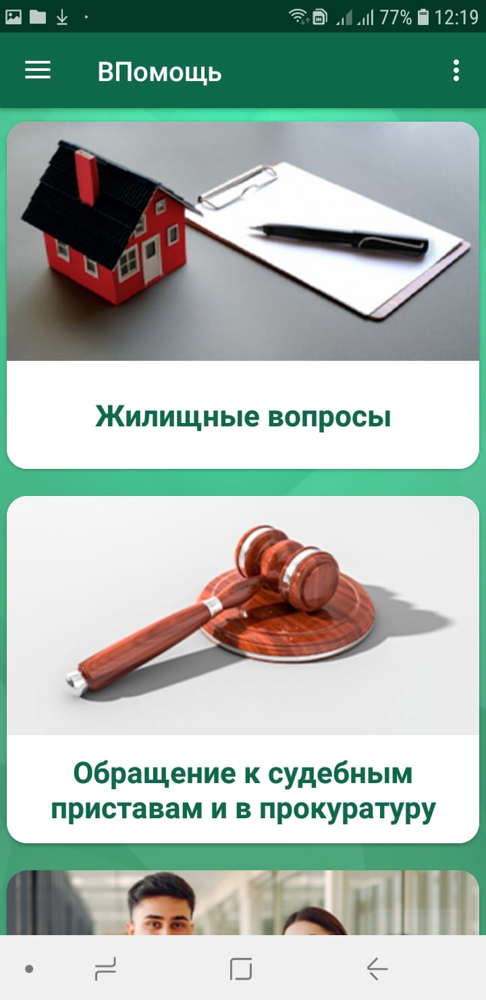 77% 12:19
ВПомощь
Жилищные вопросы
Обращение к судебным
приставам и в прокуратуру